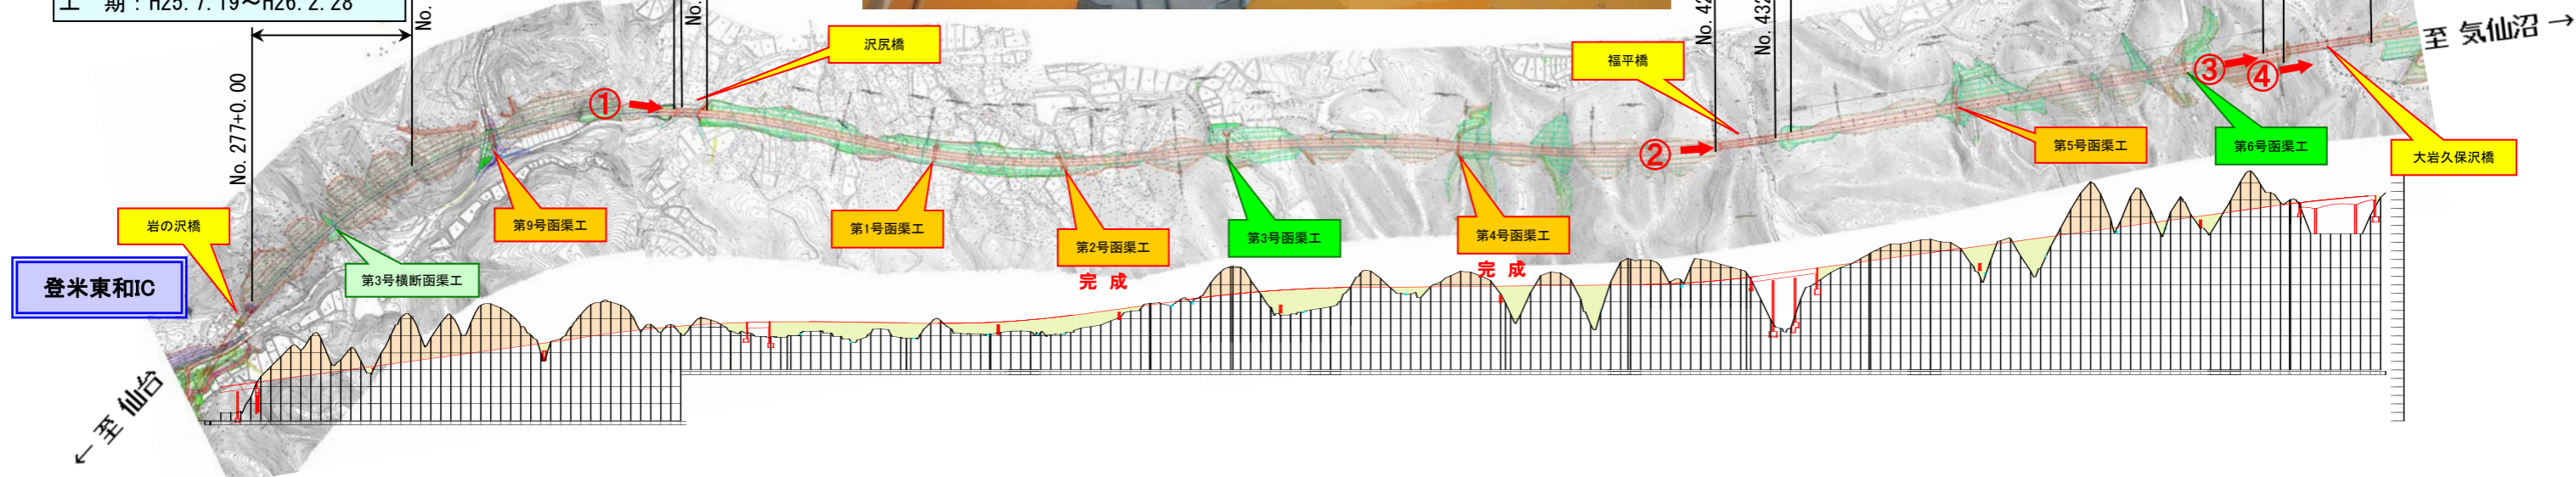 工　期：H25.7.19～H26.2.28
No.
No.
No. 42
No. 432
至 気仙沼 →
沢尻橋
福平橋
①
③
④
②
No. 277+0.00
第5号函渠工
第6号函渠工
大岩久保沢橋
岩の沢橋
第9号函渠工
第1号函渠工
第2号函渠工
完 成
第3号函渠工
第4号函渠工
完 成
登米東和IC
第3号横断函渠工
← 至 仙台